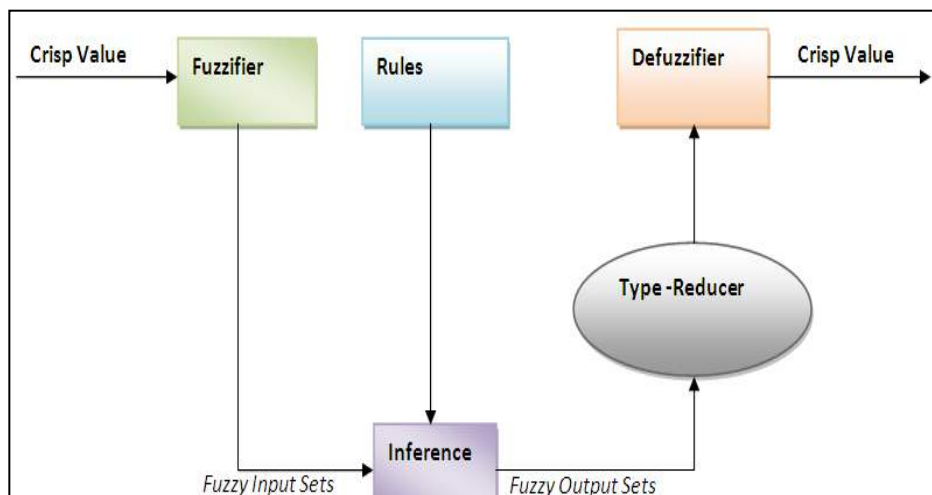 Crisp Value
Fuzzifier
Rules
Defuzzifier
Crisp Value
Type -Reducer
Inference
Fuzzy Input Sets
Fuzzy Output Sets